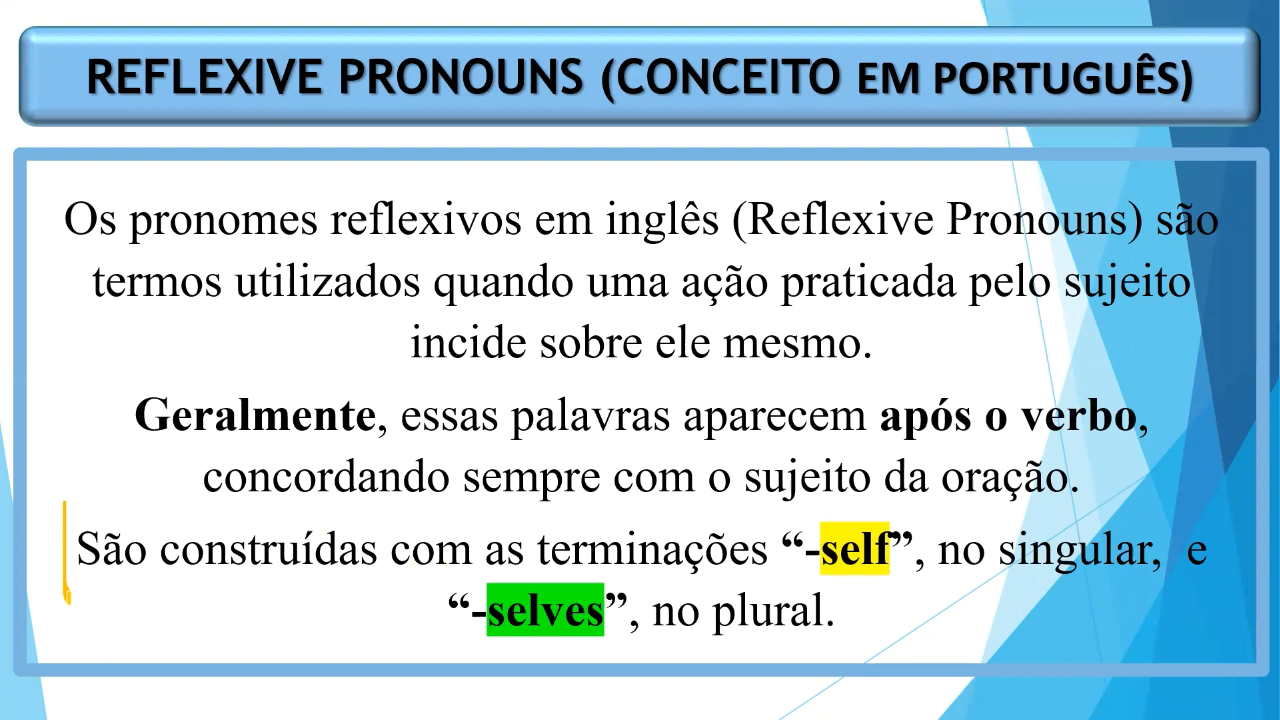 REFLEXIVE PRONOUNS (CONCEITO EM PORTUGUÊS)
Os pronomes reflexivos em inglês (Reflexive Pronouns) são
termos utilizados quando uma ação praticada pelo sujeito
incide sobre ele mesmo.
Geralmente, essas palavras aparecem após o verbo,
concordando sempre com o sujeito da oração.
São construídas com as terminações “-self”, no singular, e
“-selves”, no plural.